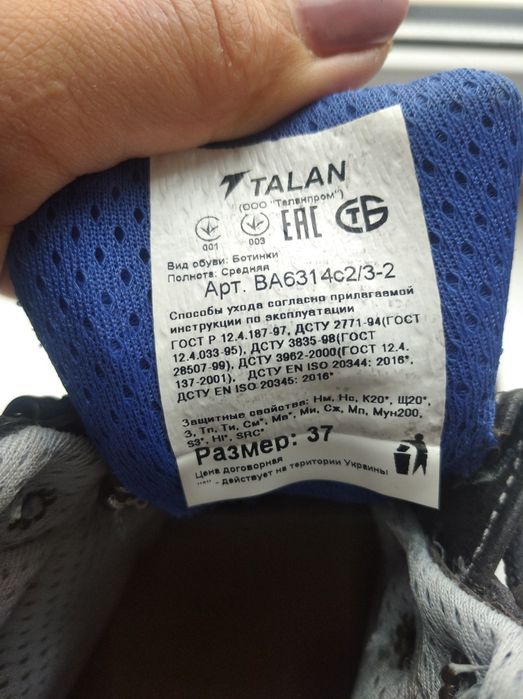 TALAN
(ООО "Таланпром")
001 003 ЕАС СТБ
Вид обуви: Ботинки
Полнота: Средняя
Арт. ВА6314с2/3-2
Способы ухода согласно прилагаемой
инструкции по эксплуатации
ГОСТ Р 12.4.187-97, ДСТУ 2771-94(ГОСТ
12.4.033-95), ДСТУ 3835-98(ГОСТ
28507-99), ДСТУ 3962-2000(ГОСТ 12.4.
137-2001), ДСТУ EN ISO 20344: 2016*,
ДСТУ EN ISO 20345: 2016*
Защитные свойства: Нм, Нс, К20*, Щ20*,
З, Тп, Ти, См*, Мв*, Ми, Сж, Мп, Мун200,
S3*, HI*, SRC*
Размер: 37
Цена договорная
"*" - действует на територии Украины